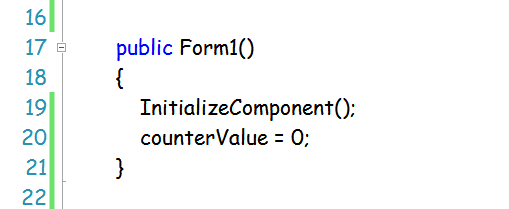 16
17 public Form1()
18 {
19 InitializeComponent();
20 counterValue = 0;
21 }
22